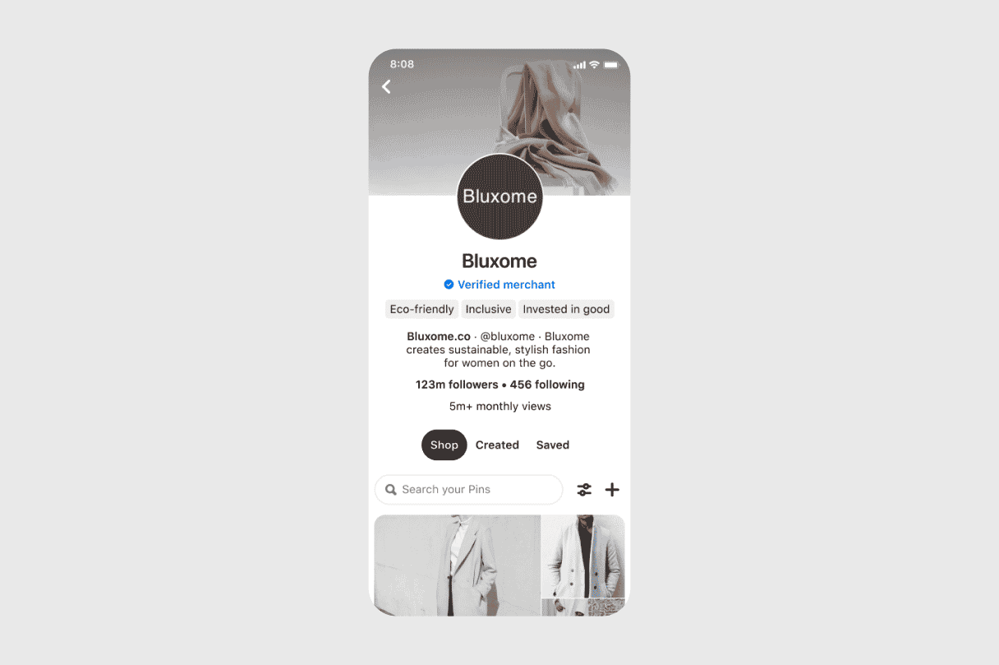 8:08
Bluxome
Bluxome
Verified merchant
Eco-friendly Inclusive Invested in good
Bluxome.co · @bluxome · Bluxome
creates sustainable, stylish fashion
for women on the go.
123m followers • 456 following
5m+ monthly views
Shop Created Saved
Search your Pins